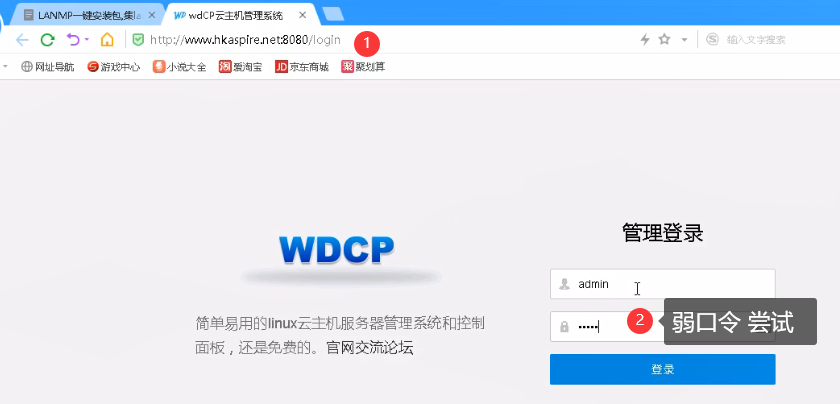 LANMP一键安装包,集la
wdCP云主机管理系统
http://www.hkaspire.net:8080/login
1
输入文字搜索
网址导航
游戏中心
小说大全
爱淘宝
京东商城
聚划算
WDCP
简单易用的linux云主机服务器管理系统和控制
面板，还是免费的。官网交流论坛
管理登录
admin
•••••
2
弱口令 尝试
登录